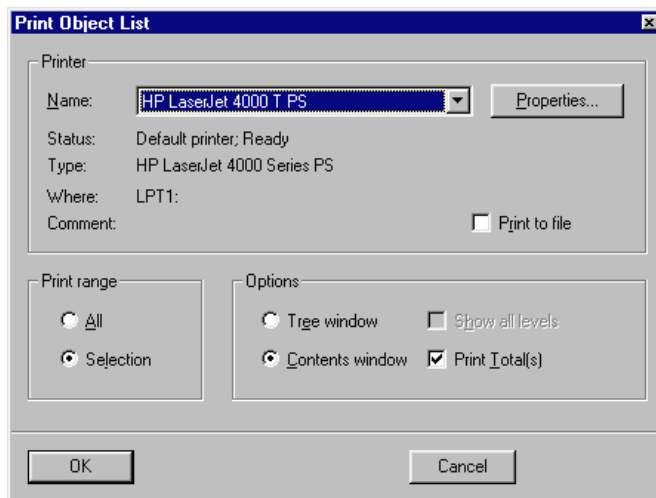 Print Object List
Printer
Name: HP LaserJet 4000 T PS Properties...
Status: Default printer; Ready
Type: HP LaserJet 4000 Series PS
Where: LPT1:
Comment: Print to file
Print range Options
All Tree window Show all levels
Selection Contents window Print Total(s)
OK Cancel